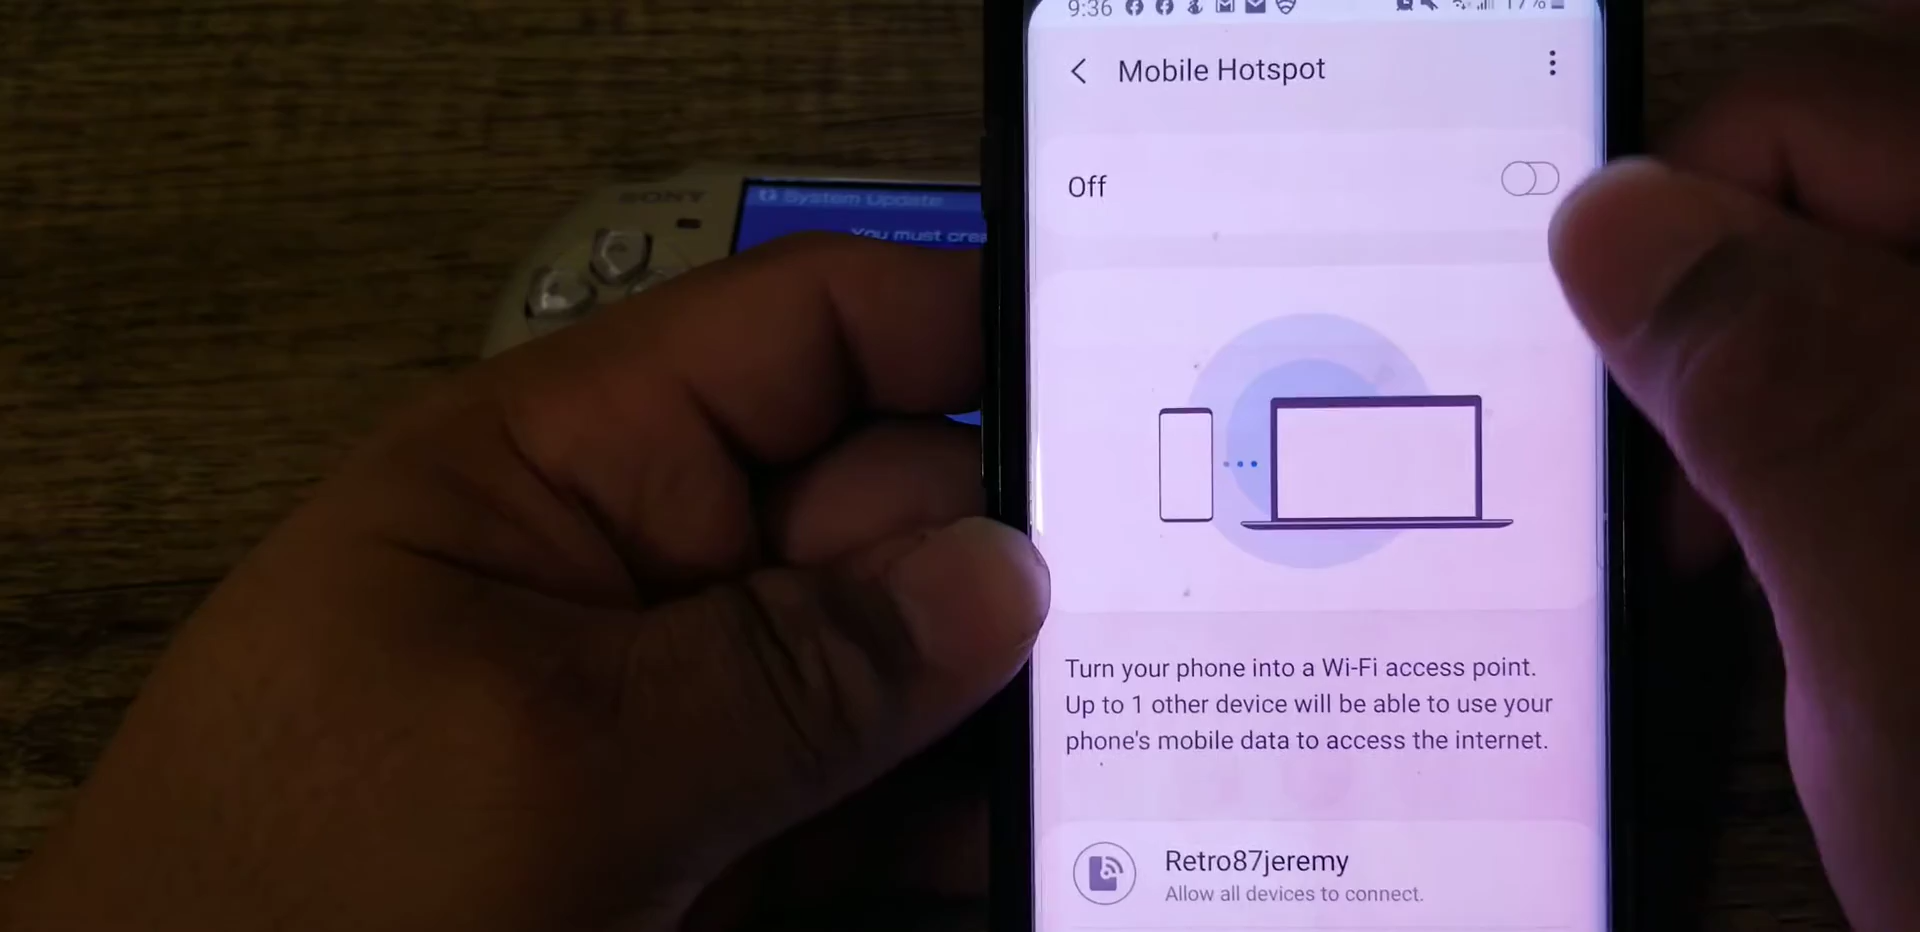 9:36
17%
Mobile Hotspot
Off
SONY
System Update
You must crea
Turn your phone into a Wi-Fi access point.
Up to 1 other device will be able to use your
phone's mobile data to access the internet.
Retro87jeremy
Allow all devices to connect.